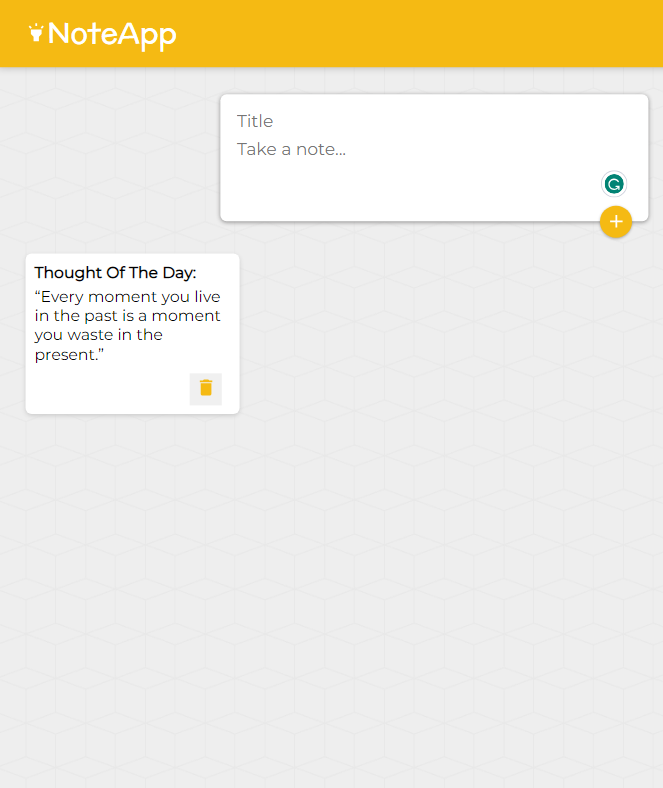 NoteApp
Title
Take a note...
Thought Of The Day:
“Every moment you live
in the past is a moment
you waste in the
present.”